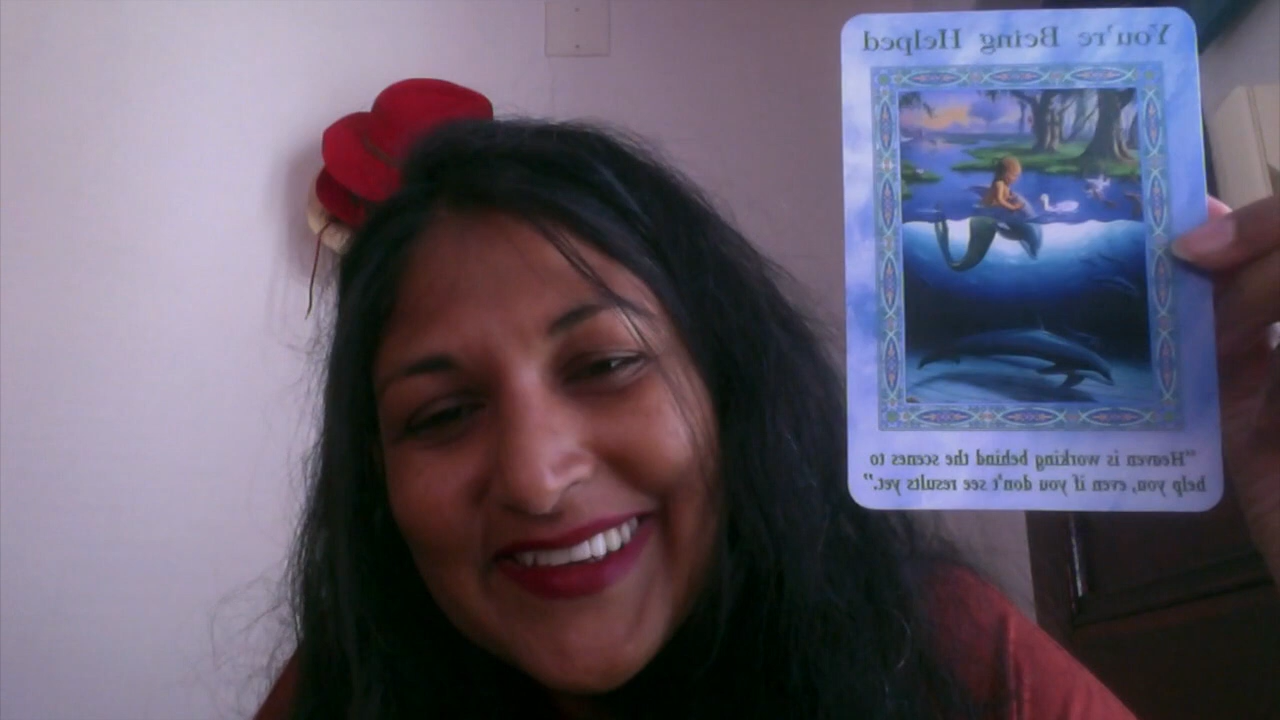 You're Being Helped
"Heaven is working behind the scenes to
help you, even if you don't see results yet."